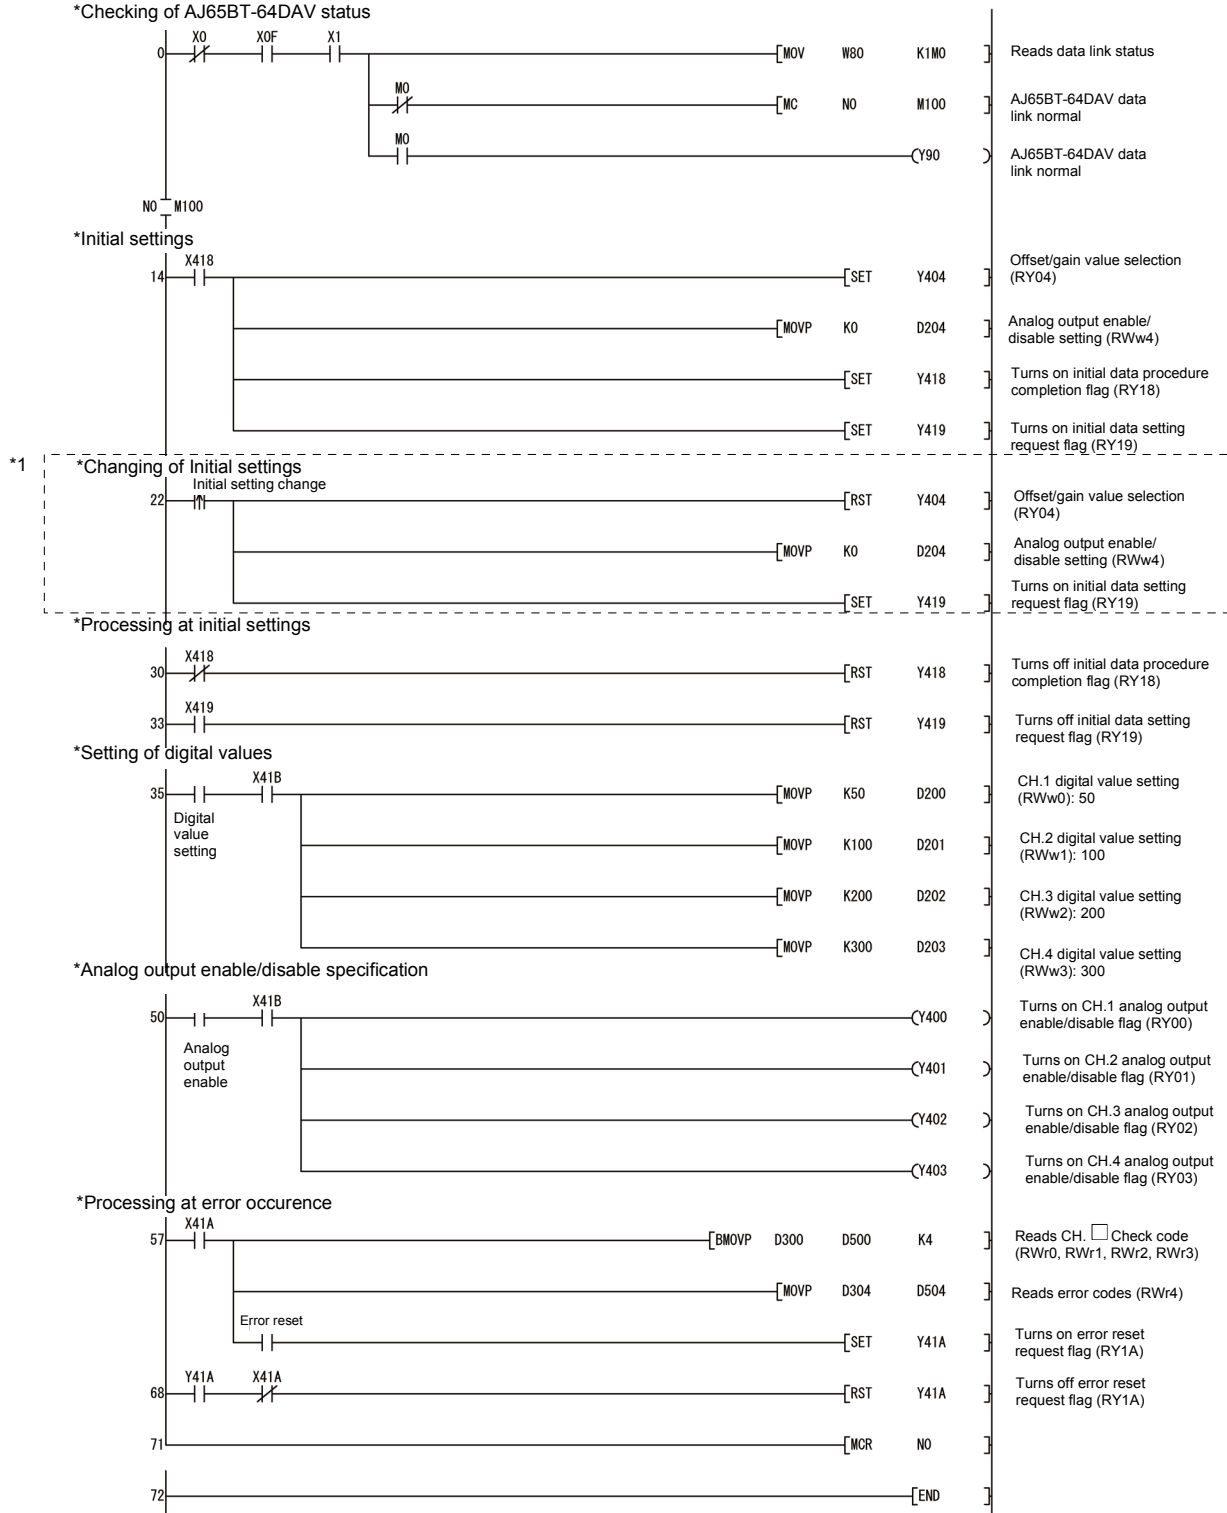 *Checking of AJ65BT-64DAV status
X0 X0F X1
0 MOV W80 K1M0 Reads data link status
M0
MC N0 M100 AJ65BT-64DAV data
link normal
M0
Y90 AJ65BT-64DAV data
link normal
N0 M100
*Initial settings
X418
14 SET Y404 Offset/gain value selection
(RY04)
MOVP K0 D204 Analog output enable/
disable setting (RWw4)
SET Y418 Turns on initial data procedure
completion flag (RY18)
SET Y419 Turns on initial data setting
request flag (RY19)
*1 *Changing of Initial settings
Initial setting change
22 RST Y404 Offset/gain value selection
(RY04)
MOVP K0 D204 Analog output enable/
disable setting (RWw4)
SET Y419 Turns on initial data setting
request flag (RY19)
*Processing at initial settings
X418
30 RST Y418 Turns off initial data procedure
completion flag (RY18)
X419
33 RST Y419 Turns off initial data setting
request flag (RY19)
*Setting of digital values
X41B
35 MOVP K50 D200 CH.1 digital value setting
(RWw0): 50
Digital
value
setting
MOVP K100 D201 CH.2 digital value setting
(RWw1): 100
MOVP K200 D202 CH.3 digital value setting
(RWw2): 200
MOVP K300 D203 CH.4 digital value setting
(RWw3): 300
*Analog output enable/disable specification
X41B
50 Y400 Turns on CH.1 analog output
enable/disable flag (RY00)
Analog
output
enable
Y401 Turns on CH.2 analog output
enable/disable flag (RY01)
Y402 Turns on CH.3 analog output
enable/disable flag (RY02)
Y403 Turns on CH.4 analog output
enable/disable flag (RY03)
*Processing at error occurence
X41A
57 BMOVP D300 D500 K4 Reads CH. □ Check code
(RWr0, RWr1, RWr2, RWr3)
MOVP D304 D504 Reads error codes (RWr4)
Error reset
SET Y41A Turns on error reset
request flag (RY1A)
Y41A X41A
68 RST Y41A Turns off error reset
request flag (RY1A)
71 MCR N0
72 END